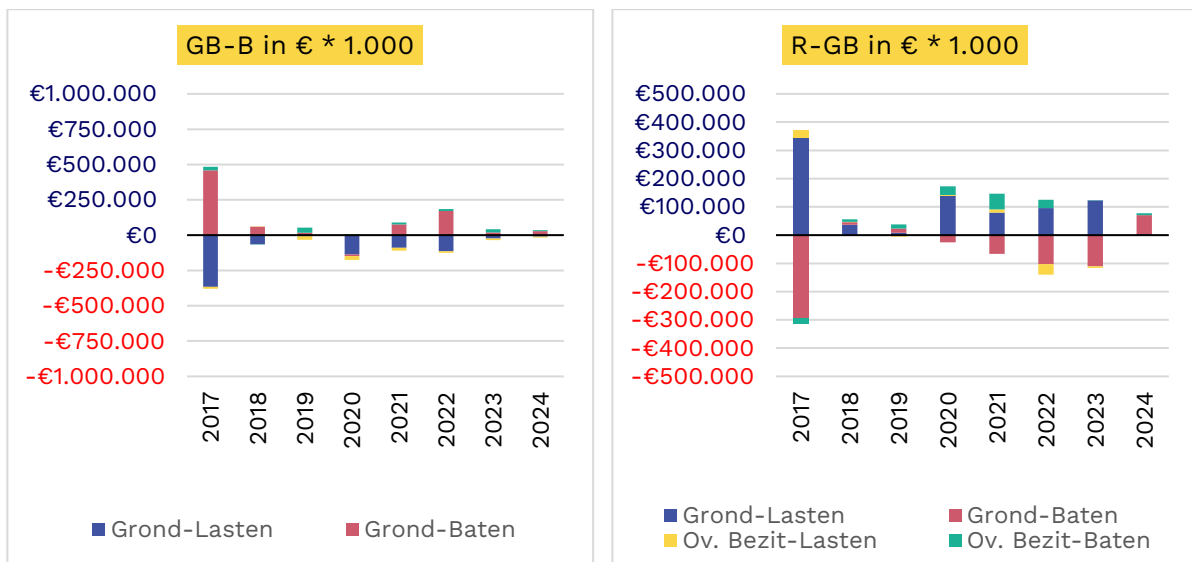 GB-B in € * 1.000
€1.000.000
€750.000
€500.000
€250.000
€0
-€250.000
-€500.000
-€750.000
-€1.000.000
2017 2018 2019 2020 2021 2022 2023 2024
Grond-Lasten Grond-Baten
R-GB in € * 1.000
€500.000
€400.000
€300.000
€200.000
€100.000
€0
-€100.000
-€200.000
-€300.000
-€400.000
-€500.000
2017 2018 2019 2020 2021 2022 2023 2024
Grond-Lasten Grond-Baten
Ov. Bezit-Lasten Ov. Bezit-Baten